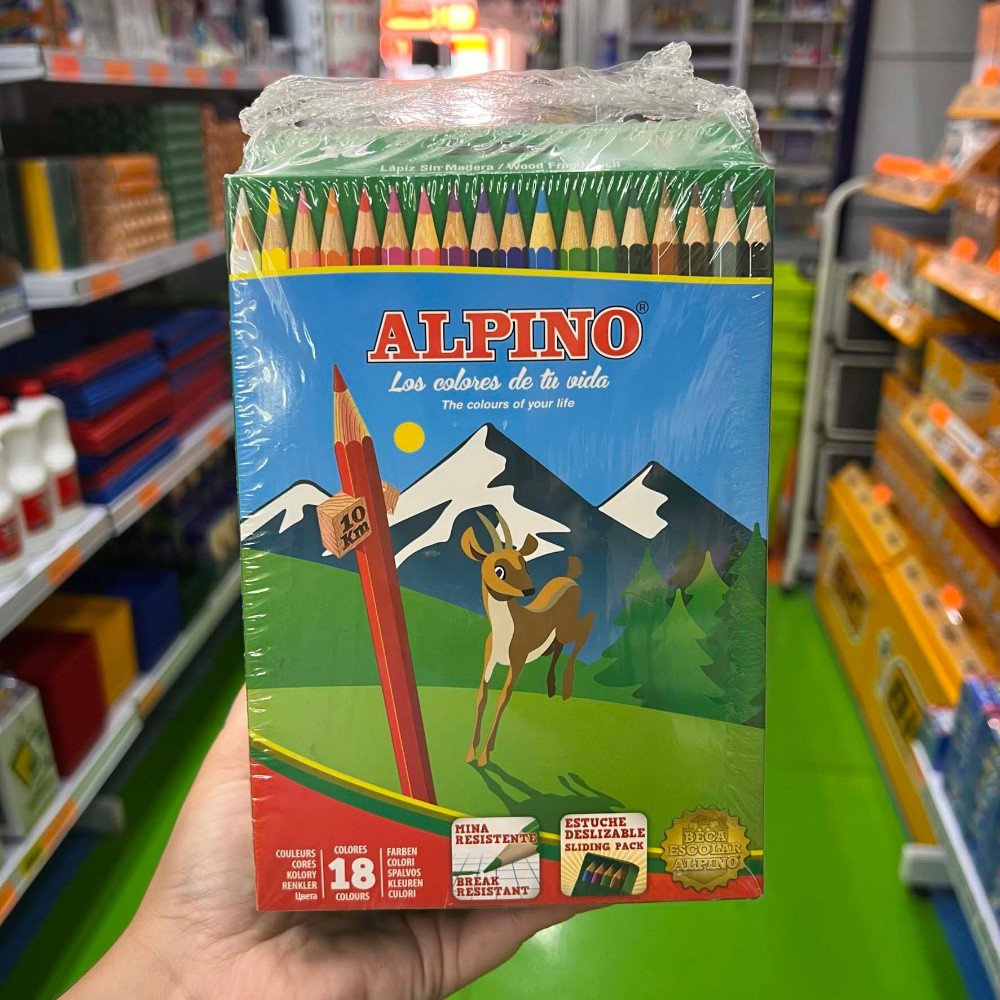 Lápiz Sin Madera / Wood Free Pencil
ALPINO®
Los colores de tu vida
The colours of your life
10
Km
MINA
RESISTENTE
BREAK
RESISTANT
ESTUCHE
DESLIZABLE
SLIDING PACK
BECA
ESCOLAR
ALPINO
COULEURS
CORES
KOLORY
RENKLER
Цвета
COLORES
18
COLOURS
FARBEN
COLORI
SPALVOS
KLEUREN
CULORI